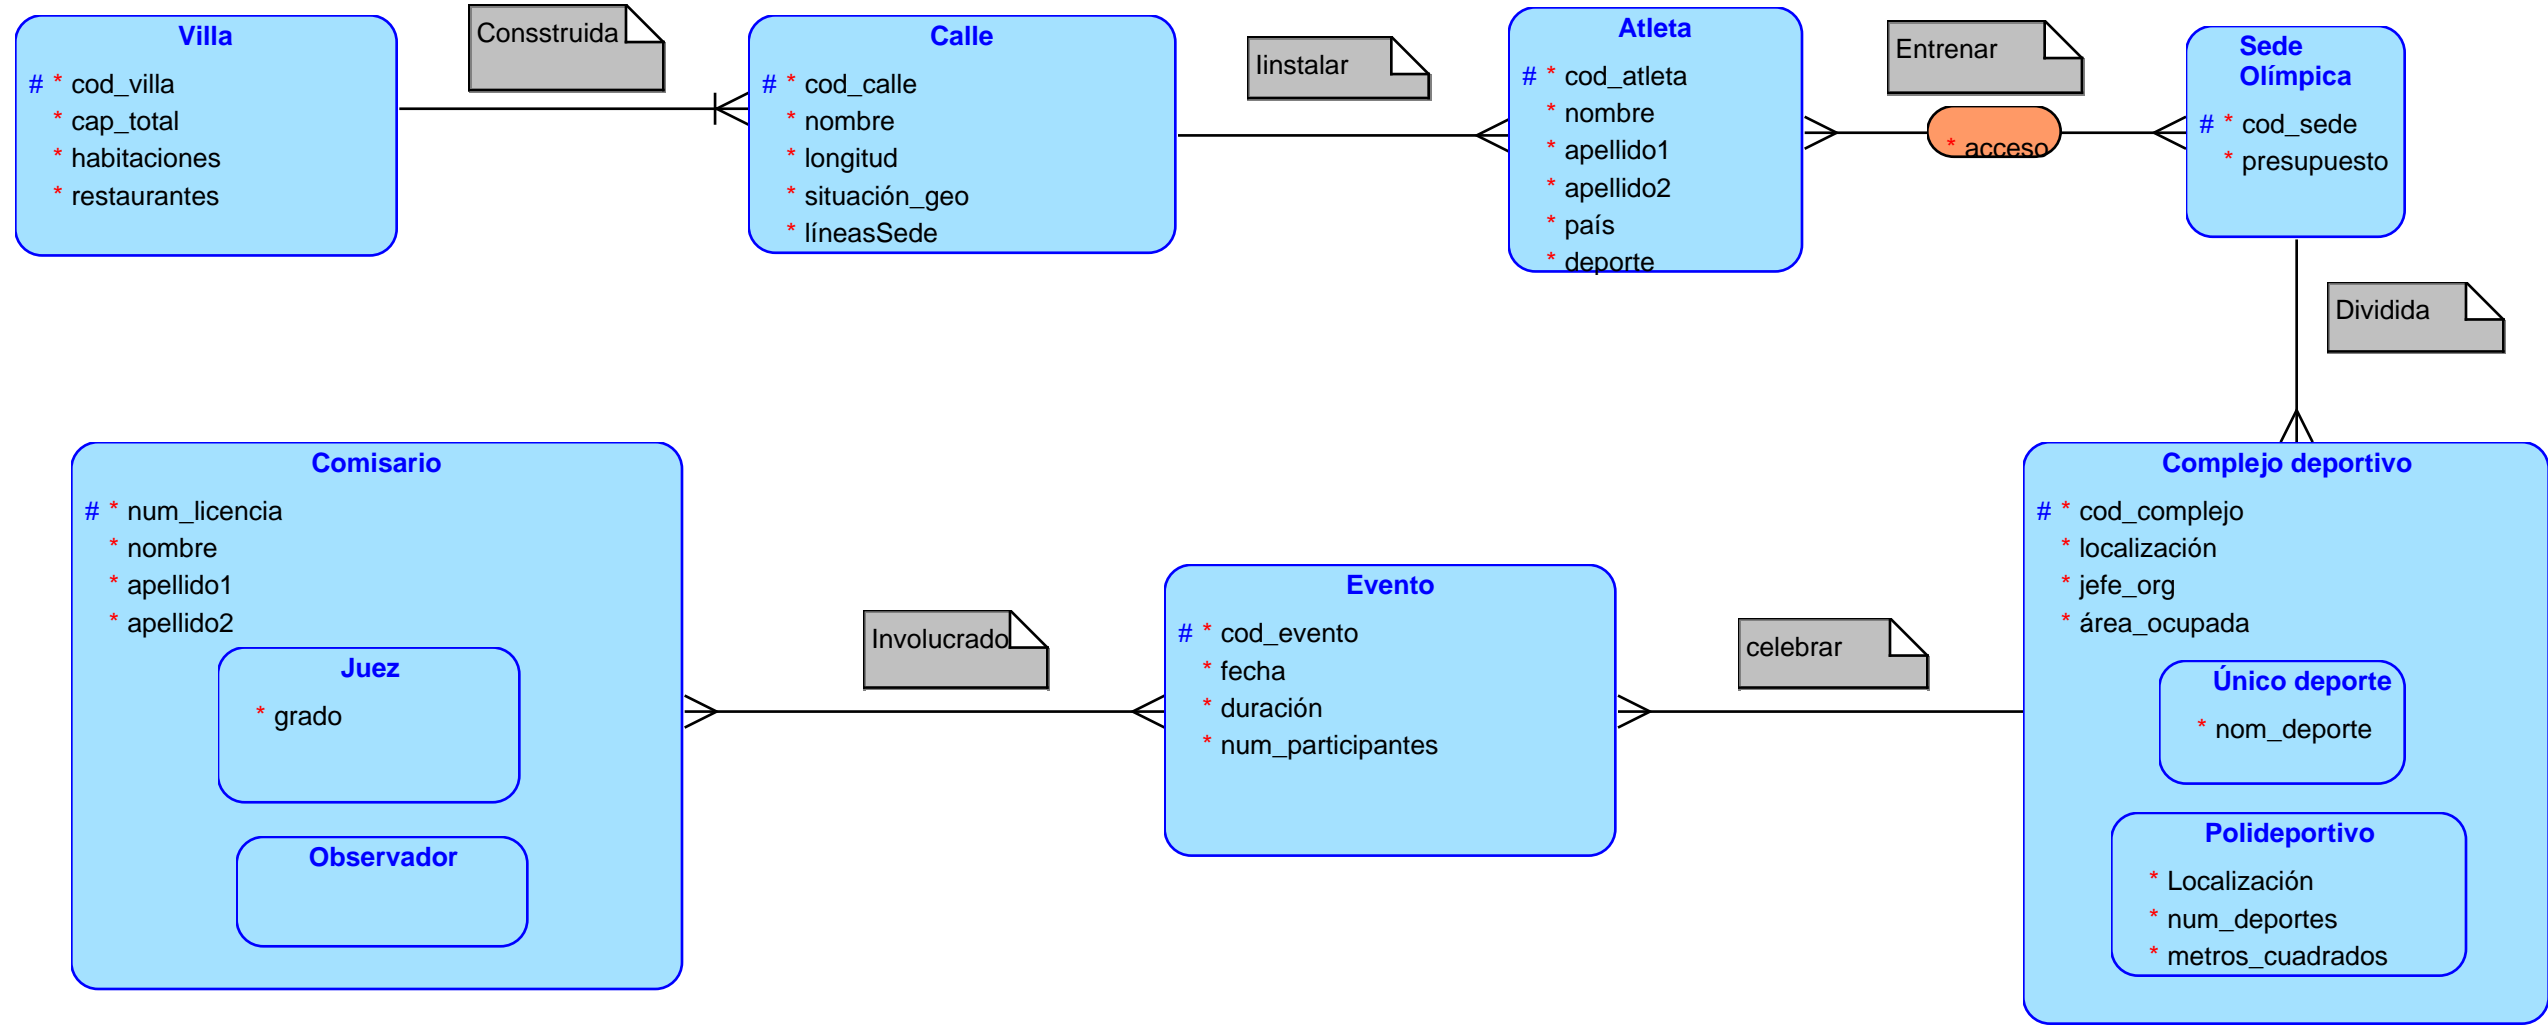 Villa
# * cod_villa
* cap_total
* habitaciones
* restaurantes
Consstruida
Calle
# * cod_calle
* nombre
* longitud
* situación_geo
* líneasSede
Iinstalar
Atleta
# * cod_atleta
* nombre
* apellido1
* apellido2
* país
* deporte
Entrenar
* acceso
Sede
Olímpica
# * cod_sede
* presupuesto
Dividida
Comisario
# * num_licencia
* nombre
* apellido1
* apellido2
Juez
* grado
Observador
Involucrado
Evento
# * cod_evento
* fecha
* duración
* num_participantes
celebrar
Complejo deportivo
# * cod_complejo
* localización
* jefe_org
* área_ocupada
Único deporte
* nom_deporte
Polideportivo
* Localización
* num_deportes
* metros_cuadrados